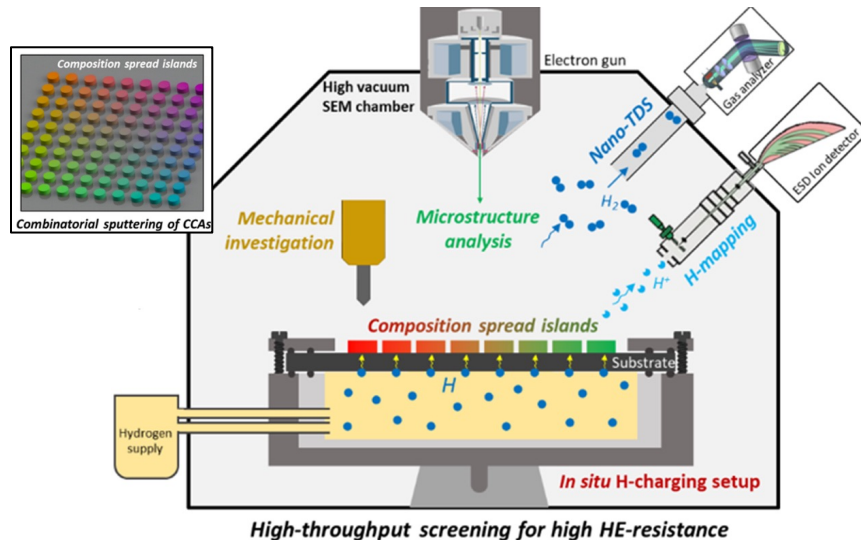 Composition spread islands
Combinatorial sputtering of CCAs
High vacuum
SEM chamber
Electron gun
Gas analyzer
ESD Ion detector
Nano-TDS
H₂
H-mapping
H⁺
Mechanical
investigation
Microstructure
analysis
Composition spread islands
Substrate
H
Hydrogen
supply
In situ H-charging setup
High-throughput screening for high HE-resistance